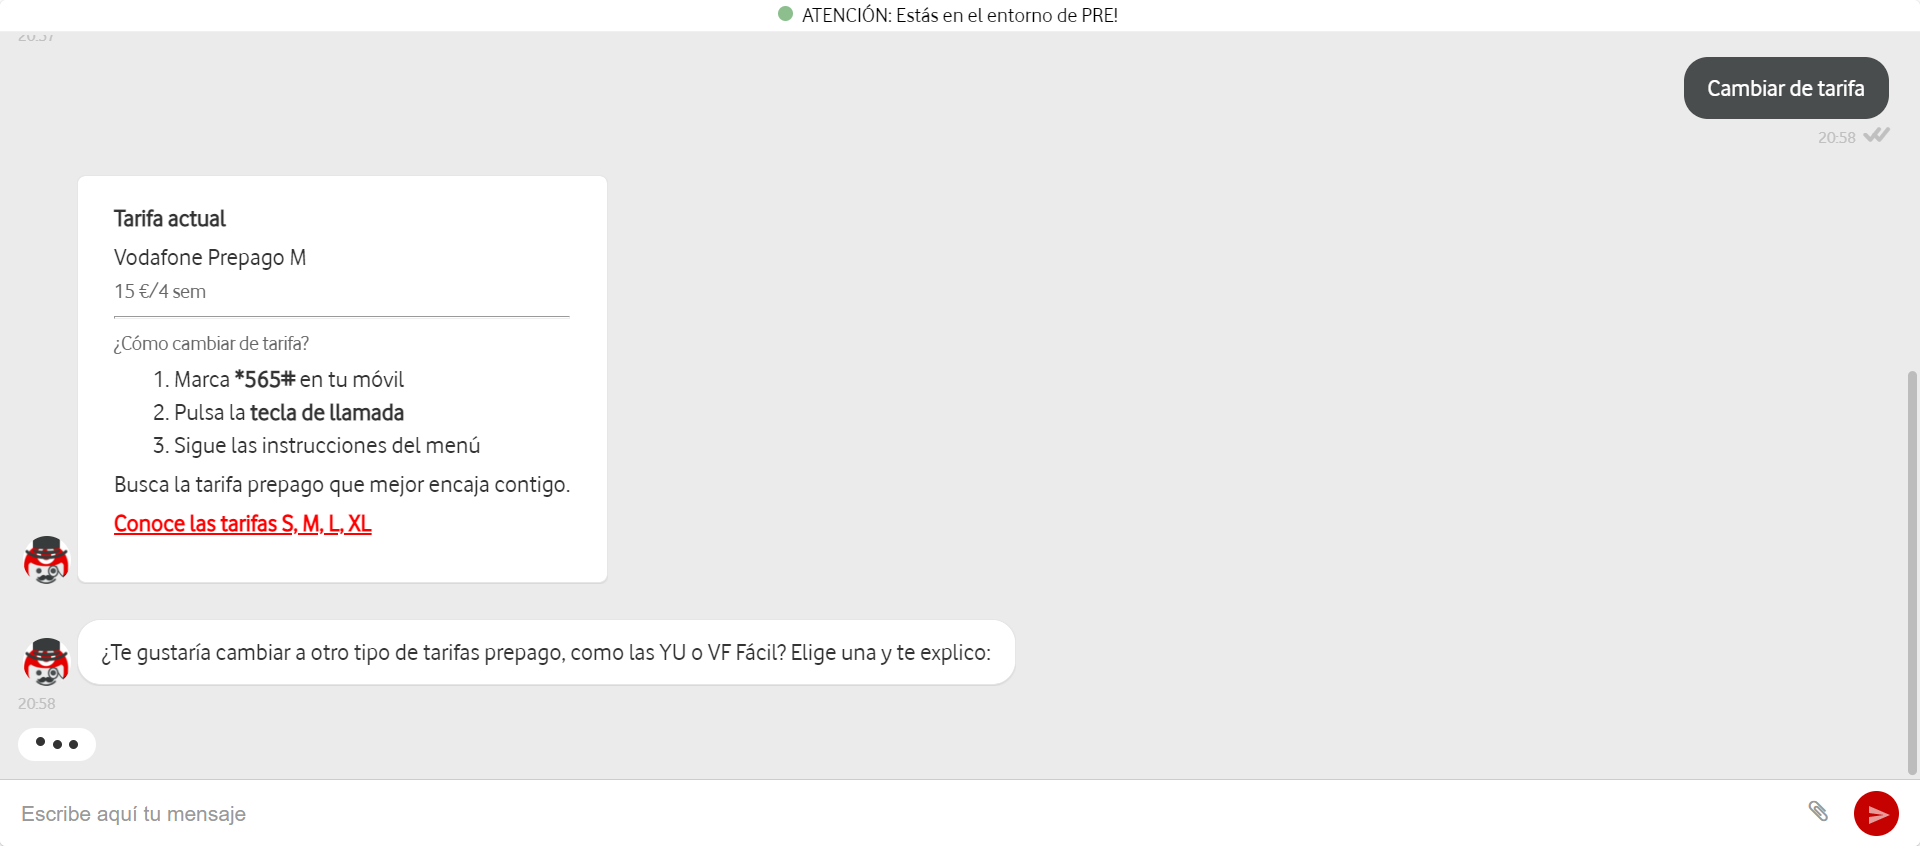 ATENCIÓN: Estás en el entorno de PRE!
20:57
Cambiar de tarifa
20:58
Tarifa actual
Vodafone Prepago M
15 €/4 sem
¿Cómo cambiar de tarifa?
1. Marca *565# en tu móvil
2. Pulsa la tecla de llamada
3. Sigue las instrucciones del menú
Busca la tarifa prepago que mejor encaja contigo.
Conoce las tarifas S, M, L, XL
¿Te gustaría cambiar a otro tipo de tarifas prepago, como las YU o VF Fácil? Elige una y te explico:
20:58
Escribe aquí tu mensaje